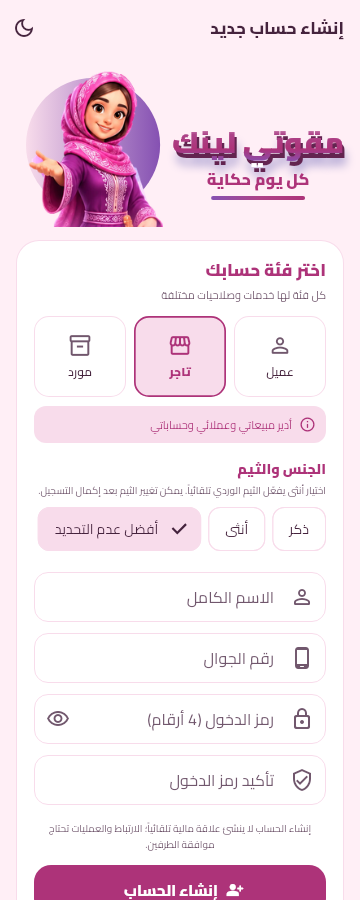 إنشاء حساب جديد
مقوتي لينك
كل يوم حكاية
اختر فئة حسابك
كل فئة لها خدمات وصلاحيات مختلفة
عميل
تاجر
مورد
أدير مبيعاتي وعملائي وحساباتي
الجنس والثيم
اختيار أنثى يفعّل الثيم الوردي تلقائياً. يمكن تغيير الثيم بعد إكمال التسجيل.
ذكر
أنثى
أفضل عدم التحديد
الاسم الكامل
رقم الجوال
رمز الدخول (4 أرقام)
تأكيد رمز الدخول
إنشاء الحساب لا ينشئ علاقة مالية تلقائياً؛ الارتباط والعمليات تحتاج
موافقة الطرفين.
إنشاء الحساب